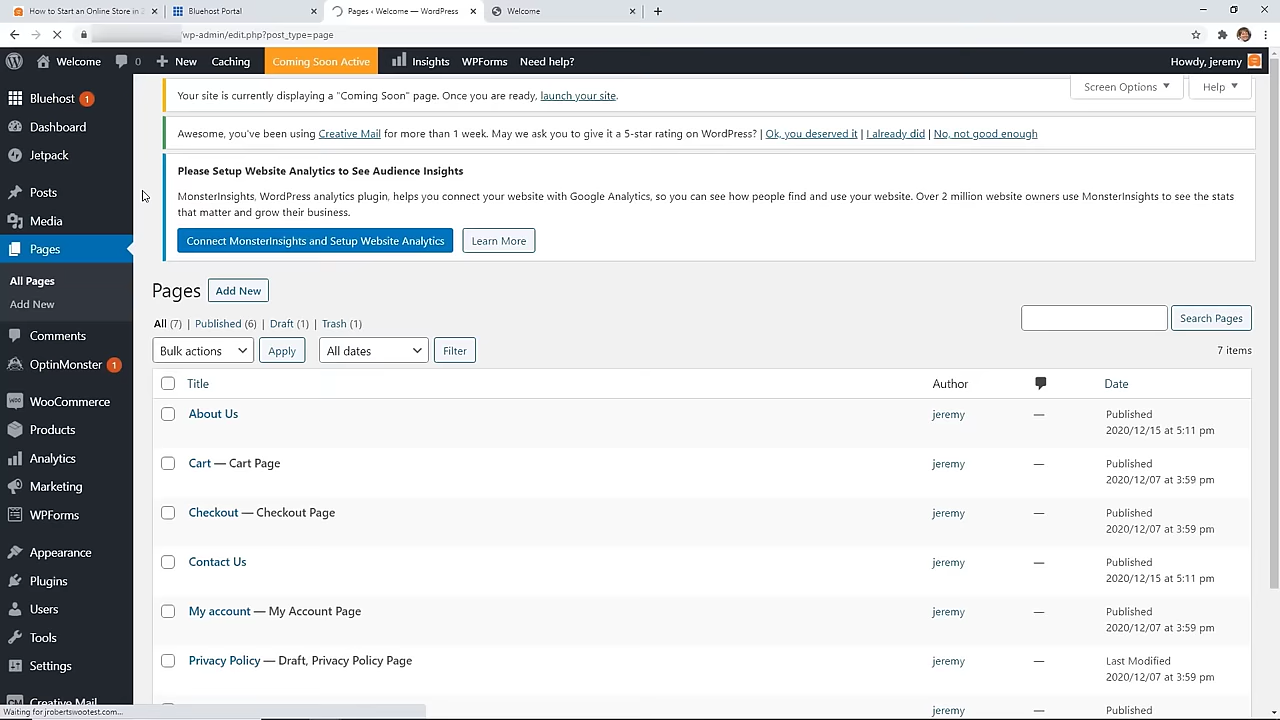 How to Start an Online Store in 2
Bluehost Portal
Pages ‹ Welcome — WordPress
Welcome
/wp-admin/edit.php?post_type=page
Welcome
0
New
Caching
Coming Soon Active
Insights
WPForms
Need Help?
Howdy, jeremy
Bluehost 1
Dashboard
Jetpack
Posts
Media
Pages
All Pages
Add New
Comments
OptinMonster 1
WooCommerce
Products
Analytics
Marketing
WPForms
Appearance
Plugins
Users
Tools
Settings
Creative Mail
Screen Options
Help
Your site is currently displaying a "Coming Soon" page. Once you are ready, launch your site.
Awesome, you've been using Creative Mail for more than 1 week. May we ask you to give it a 5-star rating on WordPress? | Ok, you deserved it | I already did | No, not good enough
Please Setup Website Analytics to See Audience Insights
MonsterInsights, WordPress analytics plugin, helps you connect your website with Google Analytics, so you can see how people find and use your website. Over 2 million website owners use MonsterInsights to see the stats
that matter and grow their business.
Connect MonsterInsights and Setup Website Analytics
Learn More
Pages
Add New
All (7) | Published (6) | Draft (1) | Trash (1)
Search Pages
Bulk actions
Apply
All dates
Filter
7 items
Title
Author
Date
About Us
jeremy
—
Published
2020/12/15 at 5:11 pm
Cart — Cart Page
jeremy
—
Published
2020/12/07 at 3:59 pm
Checkout — Checkout Page
jeremy
—
Published
2020/12/07 at 3:59 pm
Contact Us
jeremy
—
Published
2020/12/15 at 5:11 pm
My account — My Account Page
jeremy
—
Published
2020/12/07 at 3:59 pm
Privacy Policy — Draft, Privacy Policy Page
jeremy
—
Last Modified
2020/12/07 at 3:59 pm
jeremy
—
Published
Waiting for jrobertswootest.com...